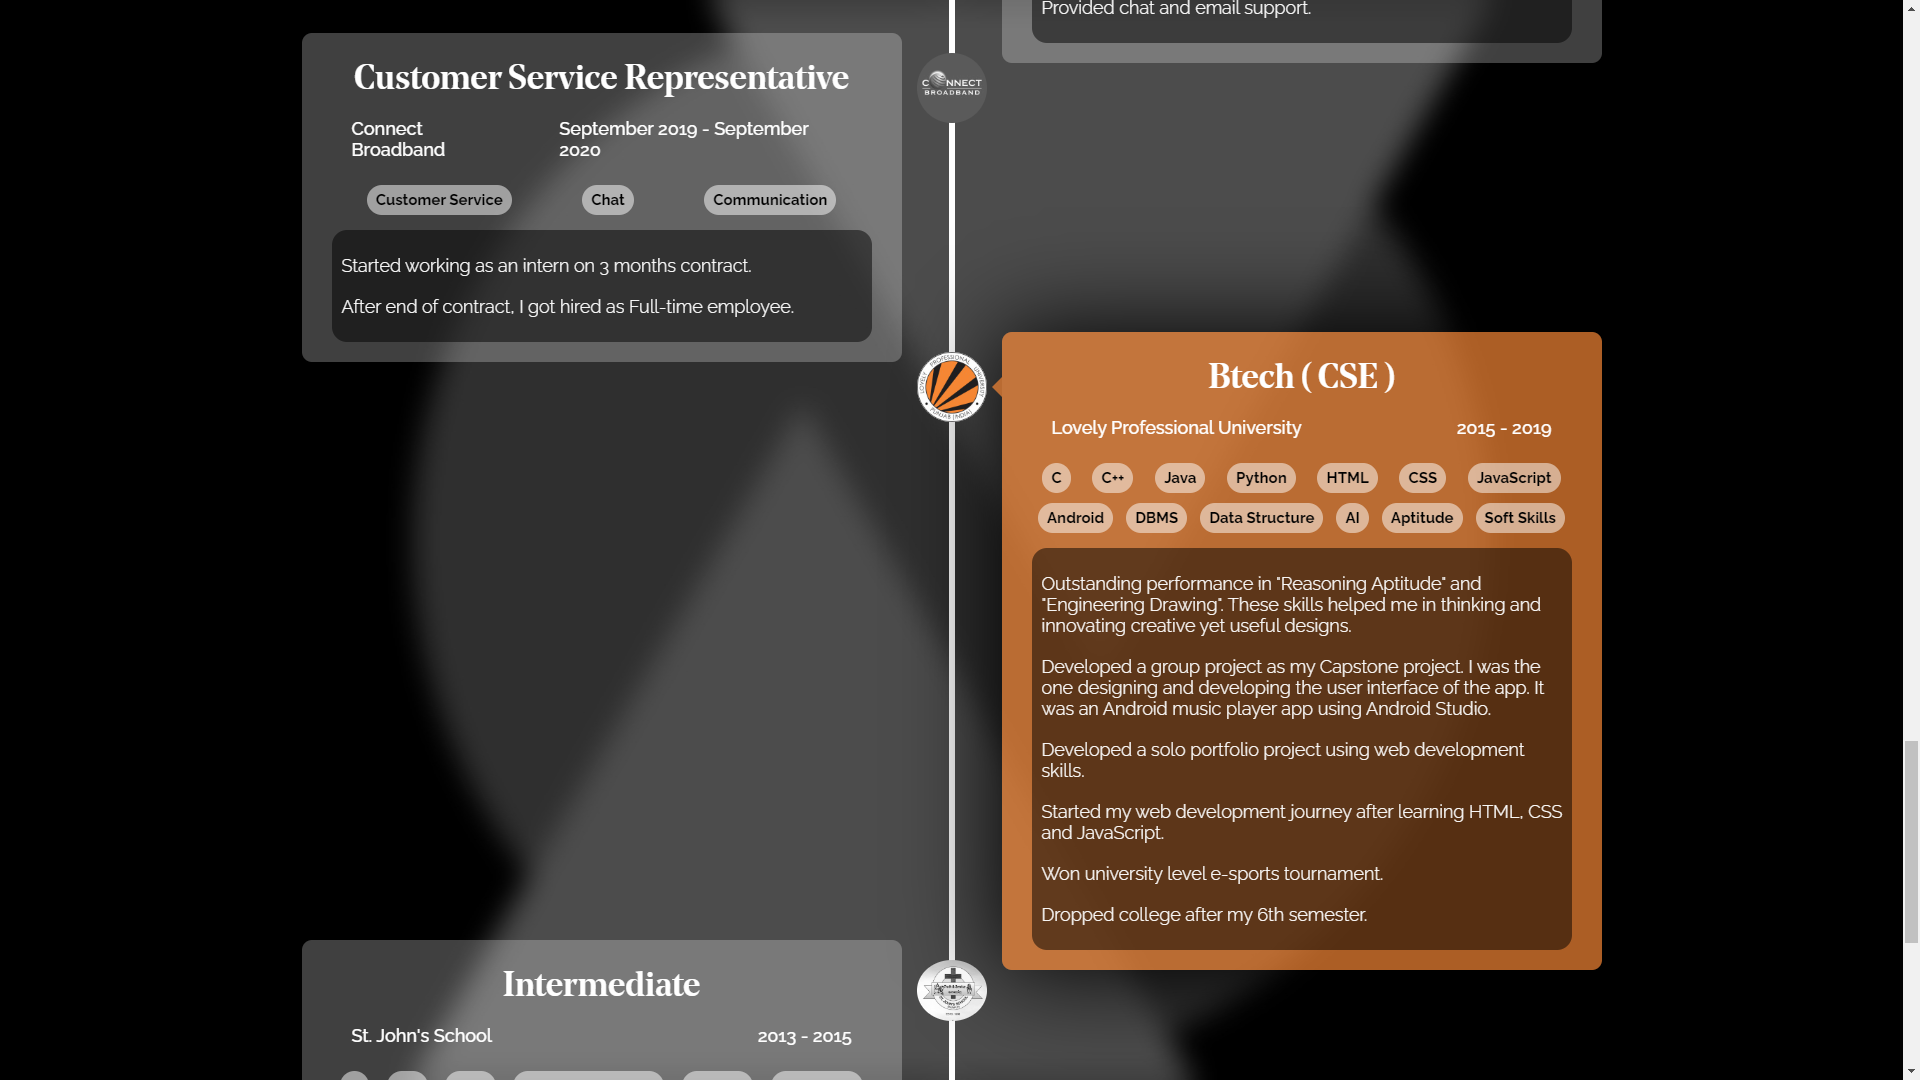 Provided chat and email support.
Customer Service Representative
Connect
Broadband
September 2019 - September
2020
Customer Service
Chat
Communication
Started working as an intern on 3 months contract.
After end of contract, I got hired as Full-time employee.
CONNECT
BROADBAND
LOVELY PROFESSIONAL UNIVERSITY
PUNJAB (INDIA)
Btech ( CSE )
Lovely Professional University
2015 - 2019
C
C++
Java
Python
HTML
CSS
JavaScript
Android
DBMS
Data Structure
AI
Aptitude
Soft Skills
Outstanding performance in "Reasoning Aptitude" and
"Engineering Drawing". These skills helped me in thinking and
innovating creative yet useful designs.
Developed a group project as my Capstone project. I was the
one designing and developing the user interface of the app. It
was an Android music player app using Android Studio.
Developed a solo portfolio project using web development
skills.
Started my web development journey after learning HTML, CSS
and JavaScript.
Won university level e-sports tournament.
Dropped college after my 6th semester.
Intermediate
St. John's School
2013 - 2015